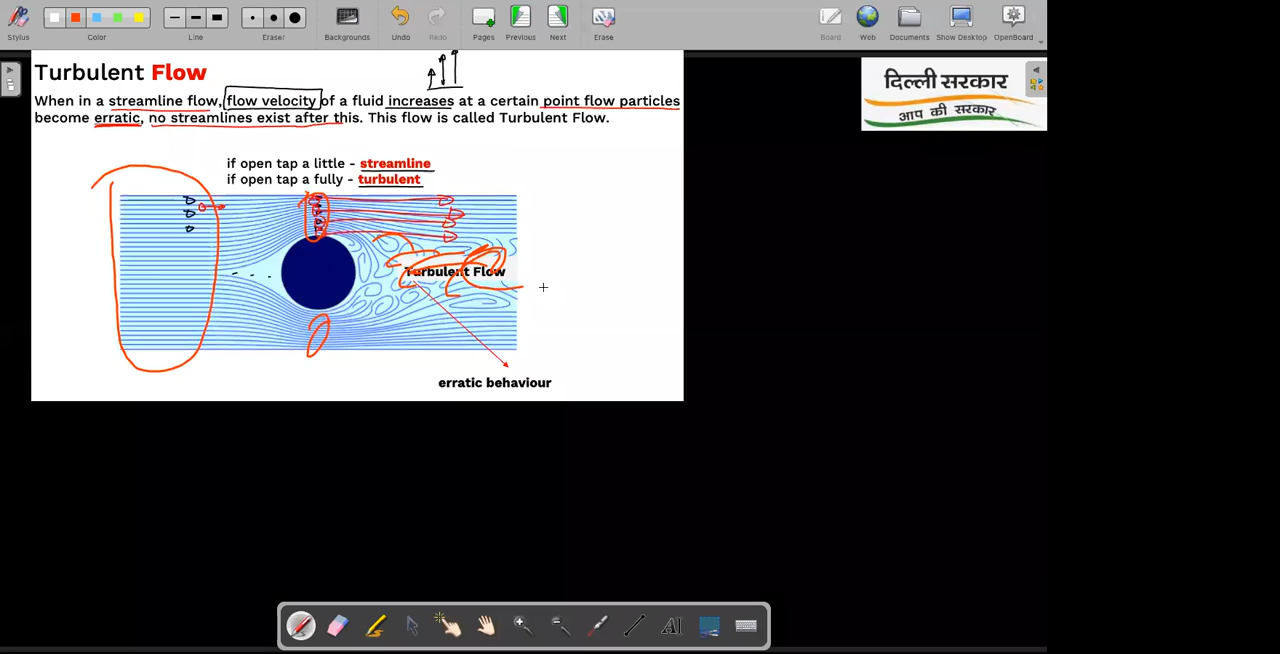 Stylus
Color
Line
Eraser
Backgrounds
Undo
Redo
Pages
Previous
Next
Erase
Board
Web
Documents
Show Desktop
OpenBoard
Turbulent Flow
When in a streamline flow, flow velocity of a fluid increases at a certain point flow particles
become erratic, no streamlines exist after this. This flow is called Turbulent Flow.
if open tap a little - streamline
if open tap a fully - turbulent
Turbulent Flow
erratic behaviour
दिल्ली सरकार
आप की सरकार
AI